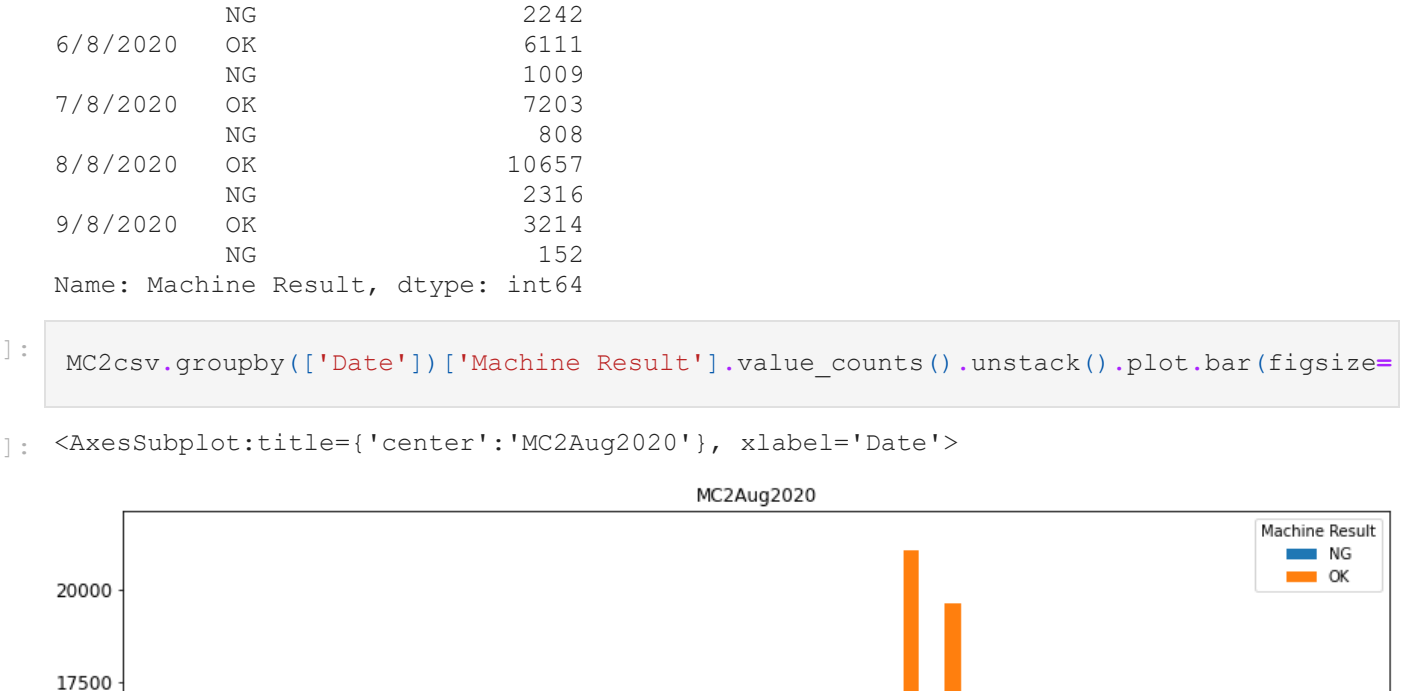 NG 2242
6/8/2020 OK 6111
NG 1009
7/8/2020 OK 7203
NG 808
8/8/2020 OK 10657
NG 2316
9/8/2020 OK 3214
NG 152
Name: Machine Result, dtype: int64
]: MC2csv.groupby(['Date'])['Machine Result'].value_counts().unstack().plot.bar(figsize=
]: <AxesSubplot:title={'center':'MC2Aug2020'}, xlabel='Date'>
MC2Aug2020
Machine Result
NG
OK
20000
17500